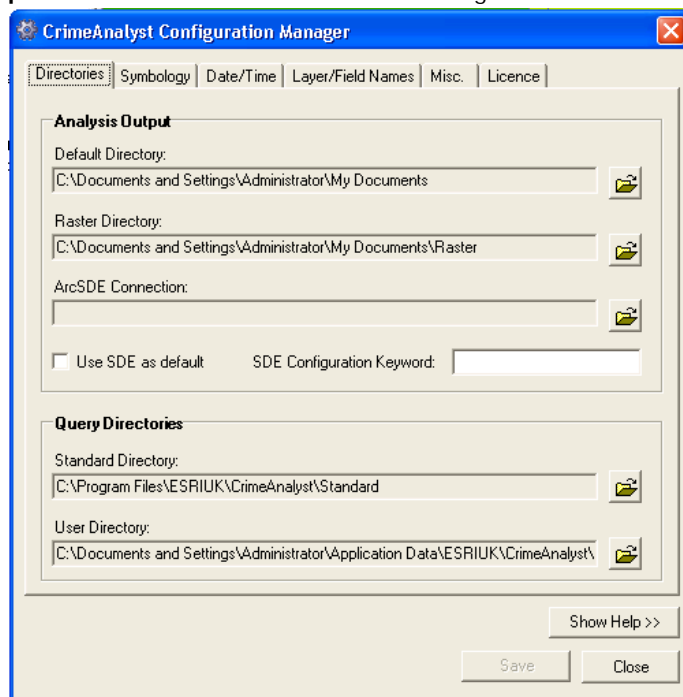 CrimeAnalyst Configuration Manager
Directories Symbology Date/Time Layer/Field Names Misc. Licence
Analysis Output
Default Directory:
C:\Documents and Settings\Administrator\My Documents
Raster Directory:
C:\Documents and Settings\Administrator\My Documents\Raster
ArcSDE Connection:
Use SDE as default SDE Configuration Keyword:
Query Directories
Standard Directory:
C:\Program Files\ESRIUK\CrimeAnalyst\Standard
User Directory:
C:\Documents and Settings\Administrator\Application Data\ESRIUK\CrimeAnalyst\
Show Help >>
Save Close